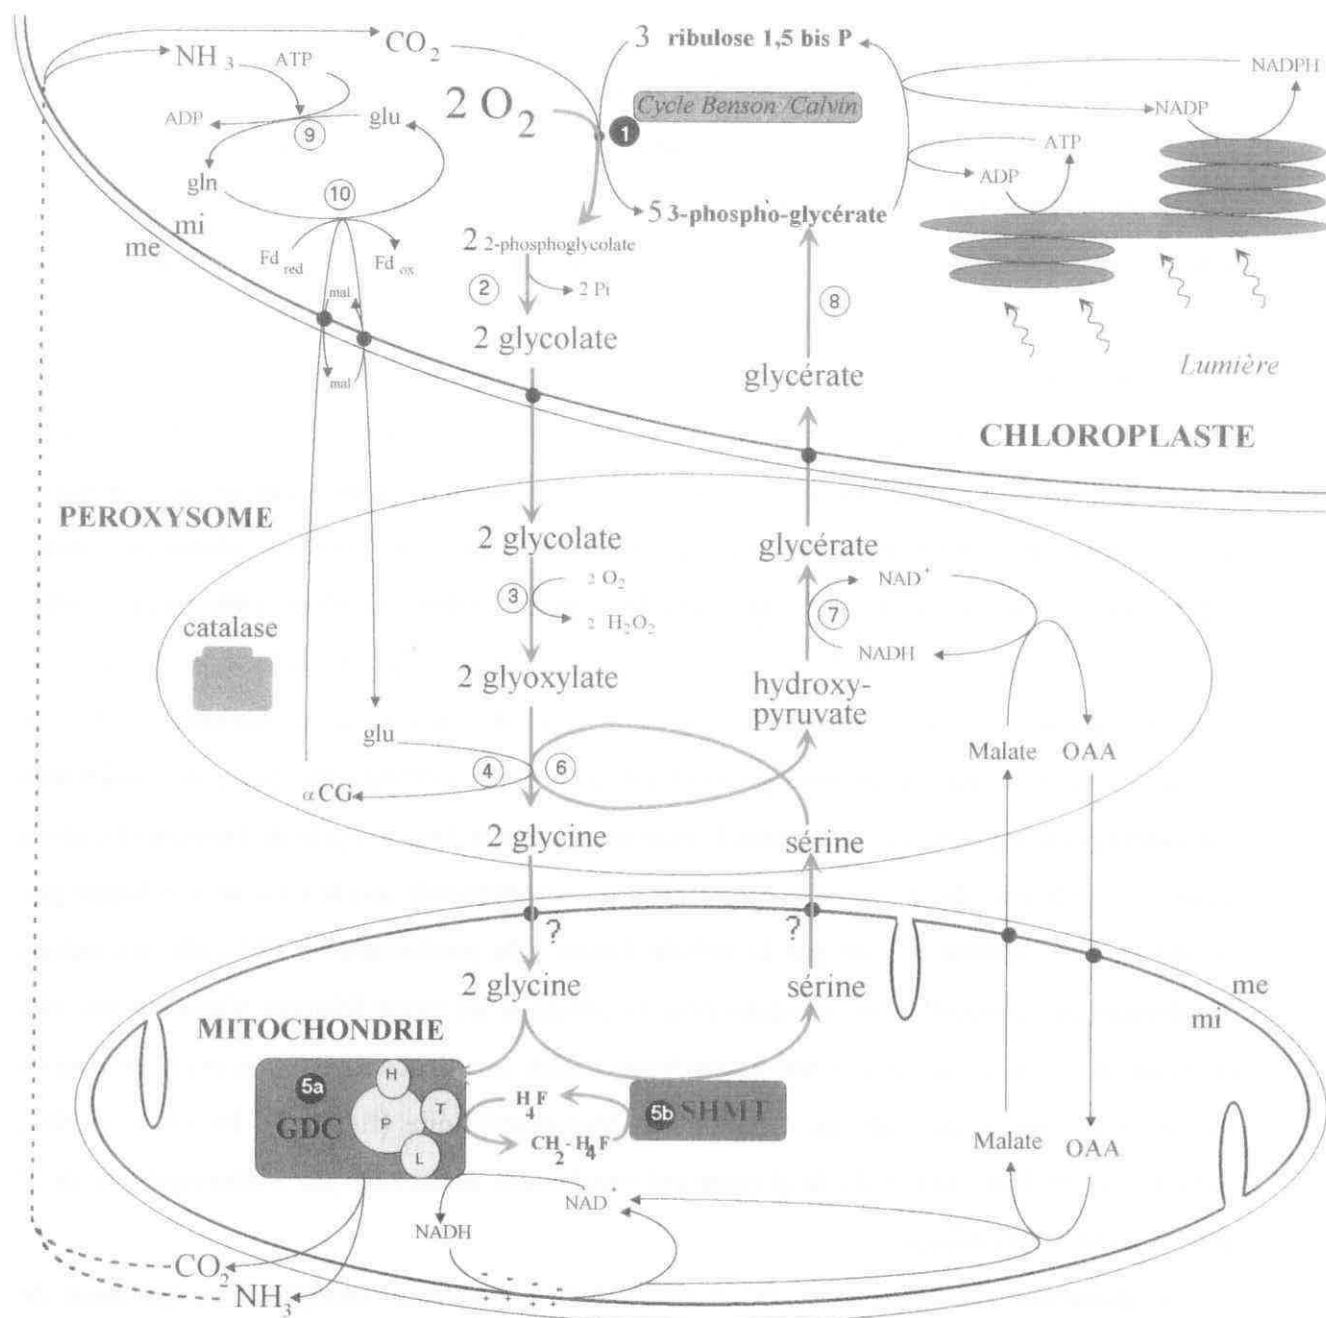 NH 3
ATP
CO2
3 ribulose 1,5 bis P
NADPH
Cycle Benson /Calvin
NADP
ADP
9
glu
2 O2
1
ATP
ADP
gln
10
5 3-phospho-glycérate
mi
me
Fd red
Fd ox
2 2-phosphoglycolate
2
2 Pi
8
mal
2 glycolate
mal
glycérate
Lumière
CHLOROPLASTE
PEROXYSOME
2 glycolate
glycérate
3
2 O2
2 H2O2
NAD+
7
NADH
catalase
2 glyoxylate
hydroxy-
pyruvate
glu
4
6
αCG
Malate
OAA
2 glycine
sérine
?
?
2 glycine
sérine
me
mi
MITOCHONDRIE
5a
GDC
H
P
T
L
H4F
CH2-H4F
5b
SHMT
Malate
OAA
NAD+
NADH
CO2
NH3
- - - - -
+ + + + +